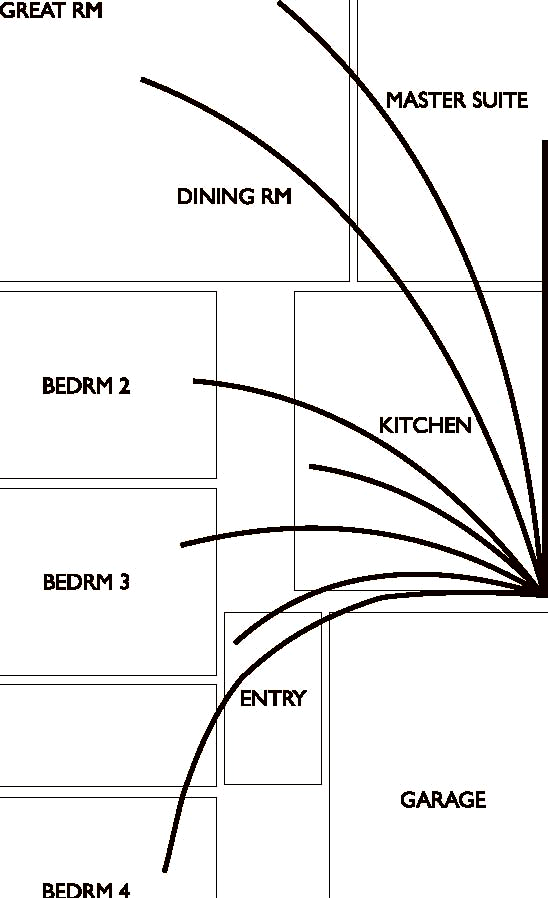 GREAT RM
MASTER SUITE
DINING RM
BEDRM 2
KITCHEN
BEDRM 3
ENTRY
GARAGE
BEDRM 4